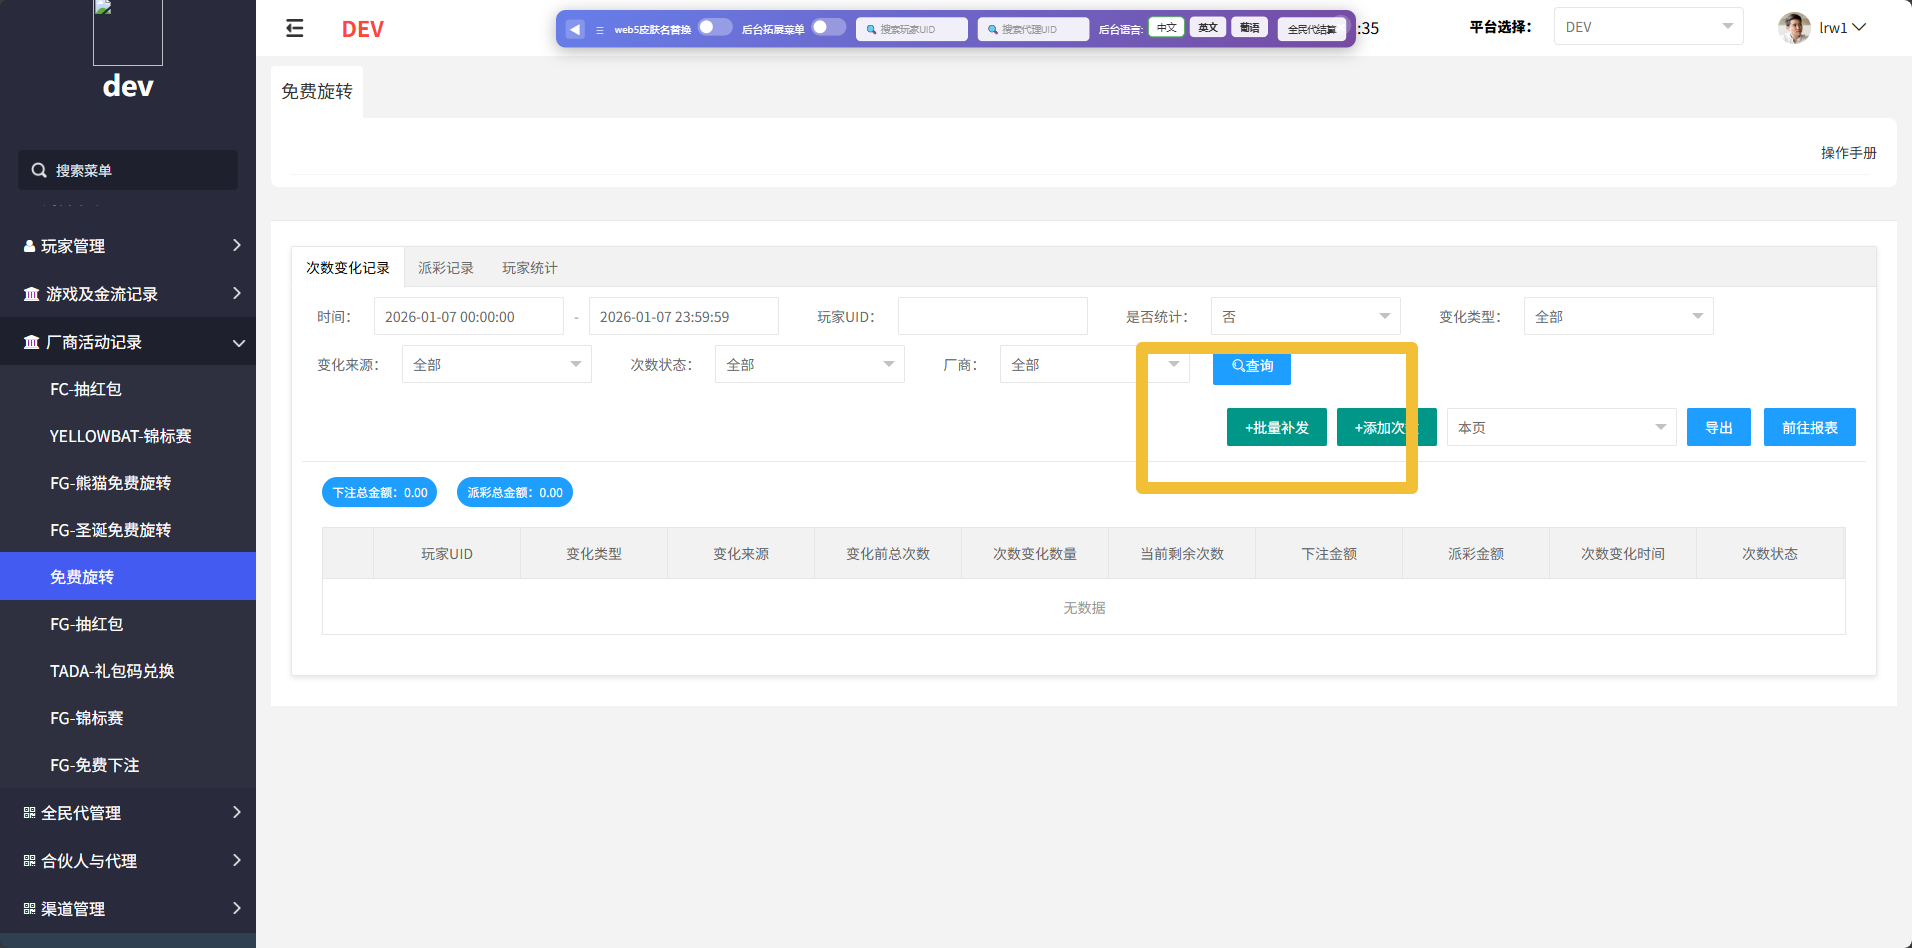 dev
搜索菜单
玩家管理
游戏及金流记录
厂商活动记录
FC-抽红包
YELLOWBAT-锦标赛
FG-熊猫免费旋转
FG-圣诞免费旋转
免费旋转
FG-抽红包
TADA-礼包码兑换
FG-锦标赛
FG-免费下注
全民代管理
合伙人与代理
渠道管理
DEV
web5皮肤名替换
后台拓展菜单
搜索玩家UID
搜索代理UID
后台语言: 中文 英文 葡语
全民代结算
:35
平台选择： DEV
lrw1
免费旋转
操作手册
次数变化记录 派彩记录 玩家统计
时间： 2026-01-07 00:00:00 - 2026-01-07 23:59:59 玩家UID： 是否统计： 否 变化类型： 全部
变化来源： 全部 次数状态： 全部 厂商： 全部 查询
+批量补发 +添加次 本页 导出 前往报表
下注总金额：0.00 派彩总金额：0.00
玩家UID 变化类型 变化来源 变化前总次数 次数变化数量 当前剩余次数 下注金额 派彩金额 次数变化时间 次数状态
无数据